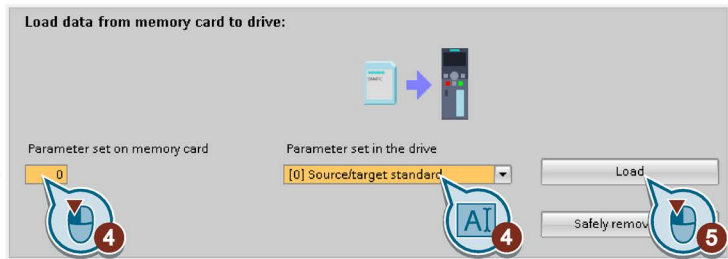 Load data from memory card to drive:
SIMATIC
Parameter set on memory card
Parameter set in the drive
0
[0] Source/target standard
Load
A
4
4
Safely remov
5